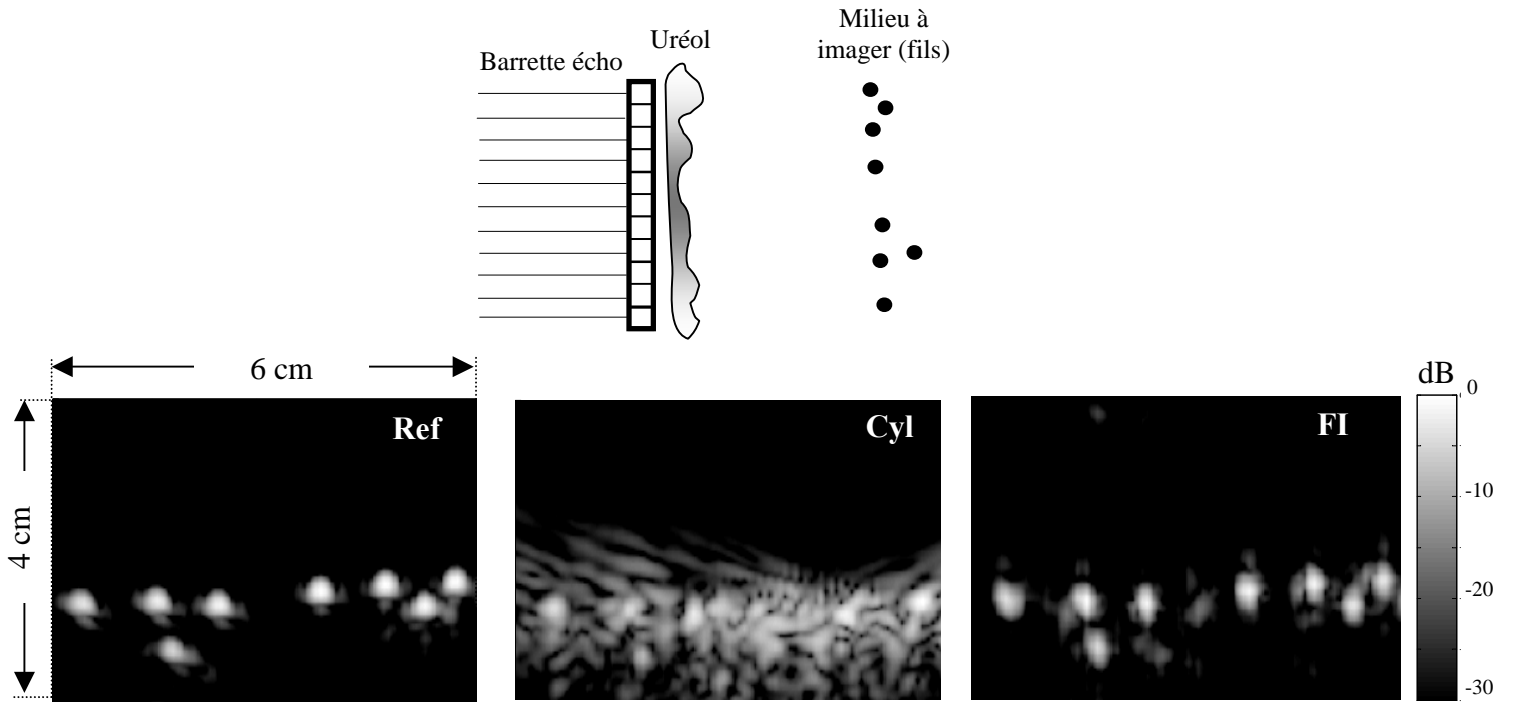 Milieu à
imager (fils)
Uréol
Barrette écho
6 cm
4 cm
Ref
Cyl
FI
dB
0
-10
-20
-30